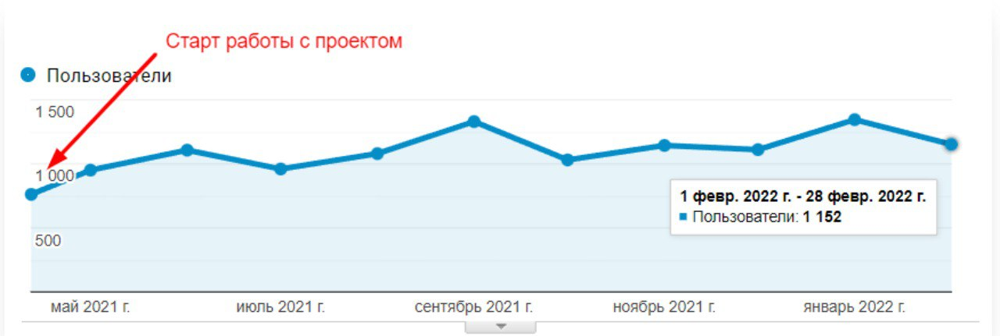 Старт работы с проектом
Пользователи
1 500
1 000
500
1 февр. 2022 г. - 28 февр. 2022 г.
Пользователи: 1 152
май 2021 г.
июль 2021 г.
сентябрь 2021 г.
ноябрь 2021 г.
январь 2022 г.